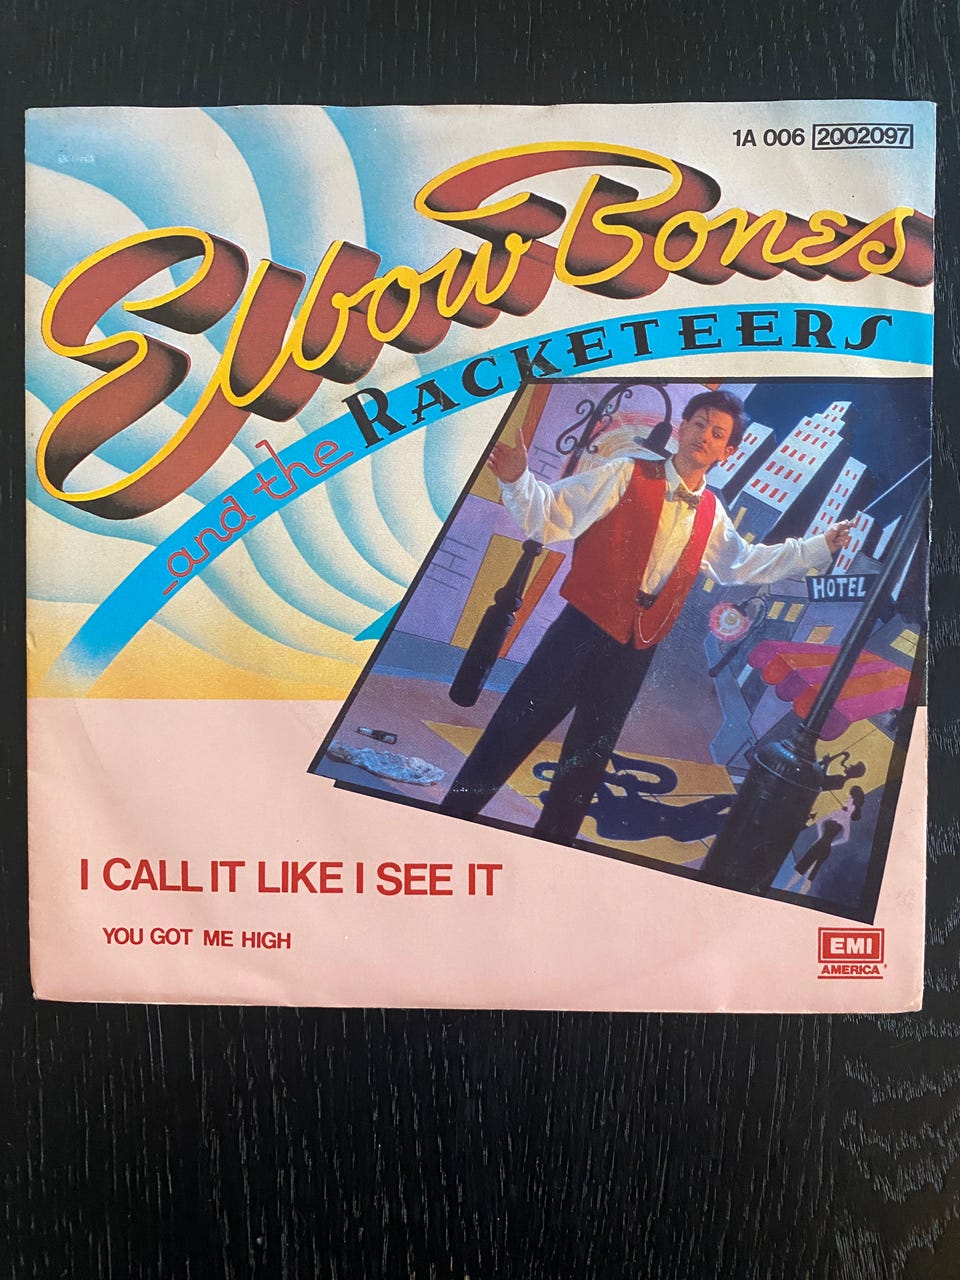 1A 006 2002097
Elbow Bones
and the RACKETEERS
HOTEL
I CALL IT LIKE I SEE IT
YOU GOT ME HIGH
EMI
AMERICA